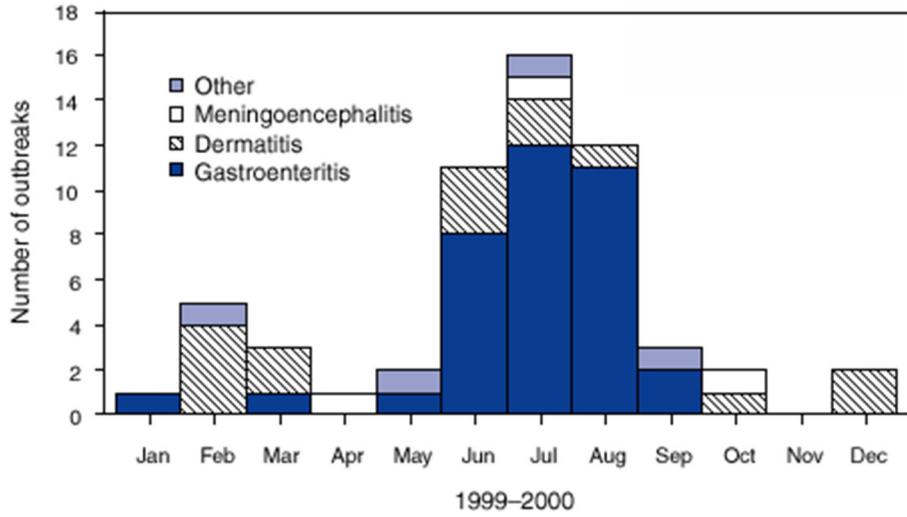 18
16
14
12
10
8
6
4
2
0
Number of outbreaks
Other
Meningoencephalitis
Dermatitis
Gastroenteritis
Jan Feb Mar Apr May Jun Jul Aug Sep Oct Nov Dec
1999–2000